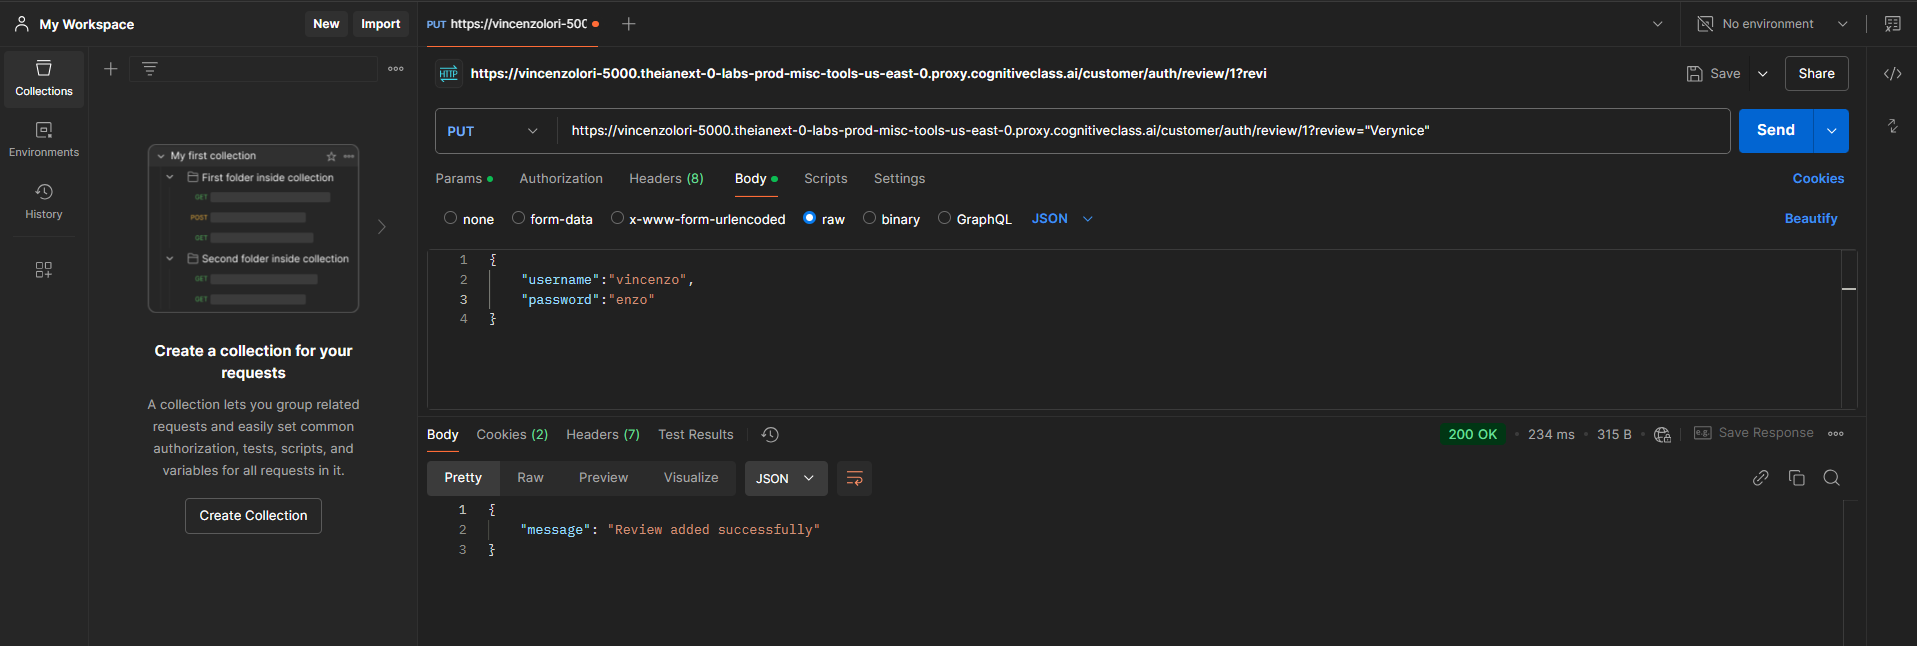 My Workspace
New
Import
PUT https://vincenzolori-500
No environment
Collections
Environments
History
https://vincenzolori-5000.theianext-0-labs-prod-misc-tools-us-east-0.proxy.cognitiveclass.ai/customer/auth/review/1?revi
Save
Share
PUT
https://vincenzolori-5000.theianext-0-labs-prod-misc-tools-us-east-0.proxy.cognitiveclass.ai/customer/auth/review/1?review="Verynice"
Send
Params
Authorization
Headers (8)
Body
Scripts
Settings
Cookies
none
form-data
x-www-form-urlencoded
raw
binary
GraphQL
JSON
Beautify
1 {
2 "username":"vincenzo",
3 "password":"enzo"
4 }
My first collection
First folder inside collection
GET
POST
GET
Second folder inside collection
GET
GET
Create a collection for your
requests
A collection lets you group related
requests and easily set common
authorization, tests, scripts, and
variables for all requests in it.
Create Collection
Body
Cookies (2)
Headers (7)
Test Results
200 OK
234 ms
315 B
e.g.
Save Response
Pretty
Raw
Preview
Visualize
JSON
1 {
2 "message": "Review added successfully"
3 }
HTTP